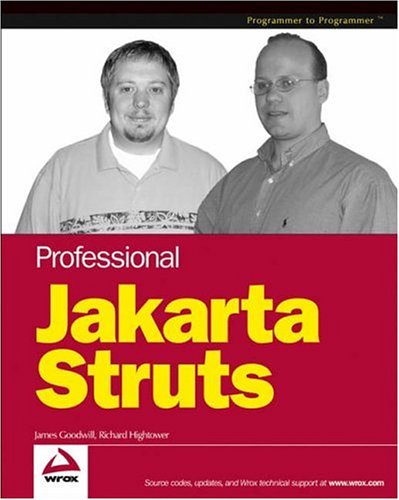 Programmer to Programmer™
Professional
Jakarta
Struts
James Goodwill, Richard Hightower
wrox
Source codes, updates, and Wrox technical support at www.wrox.com